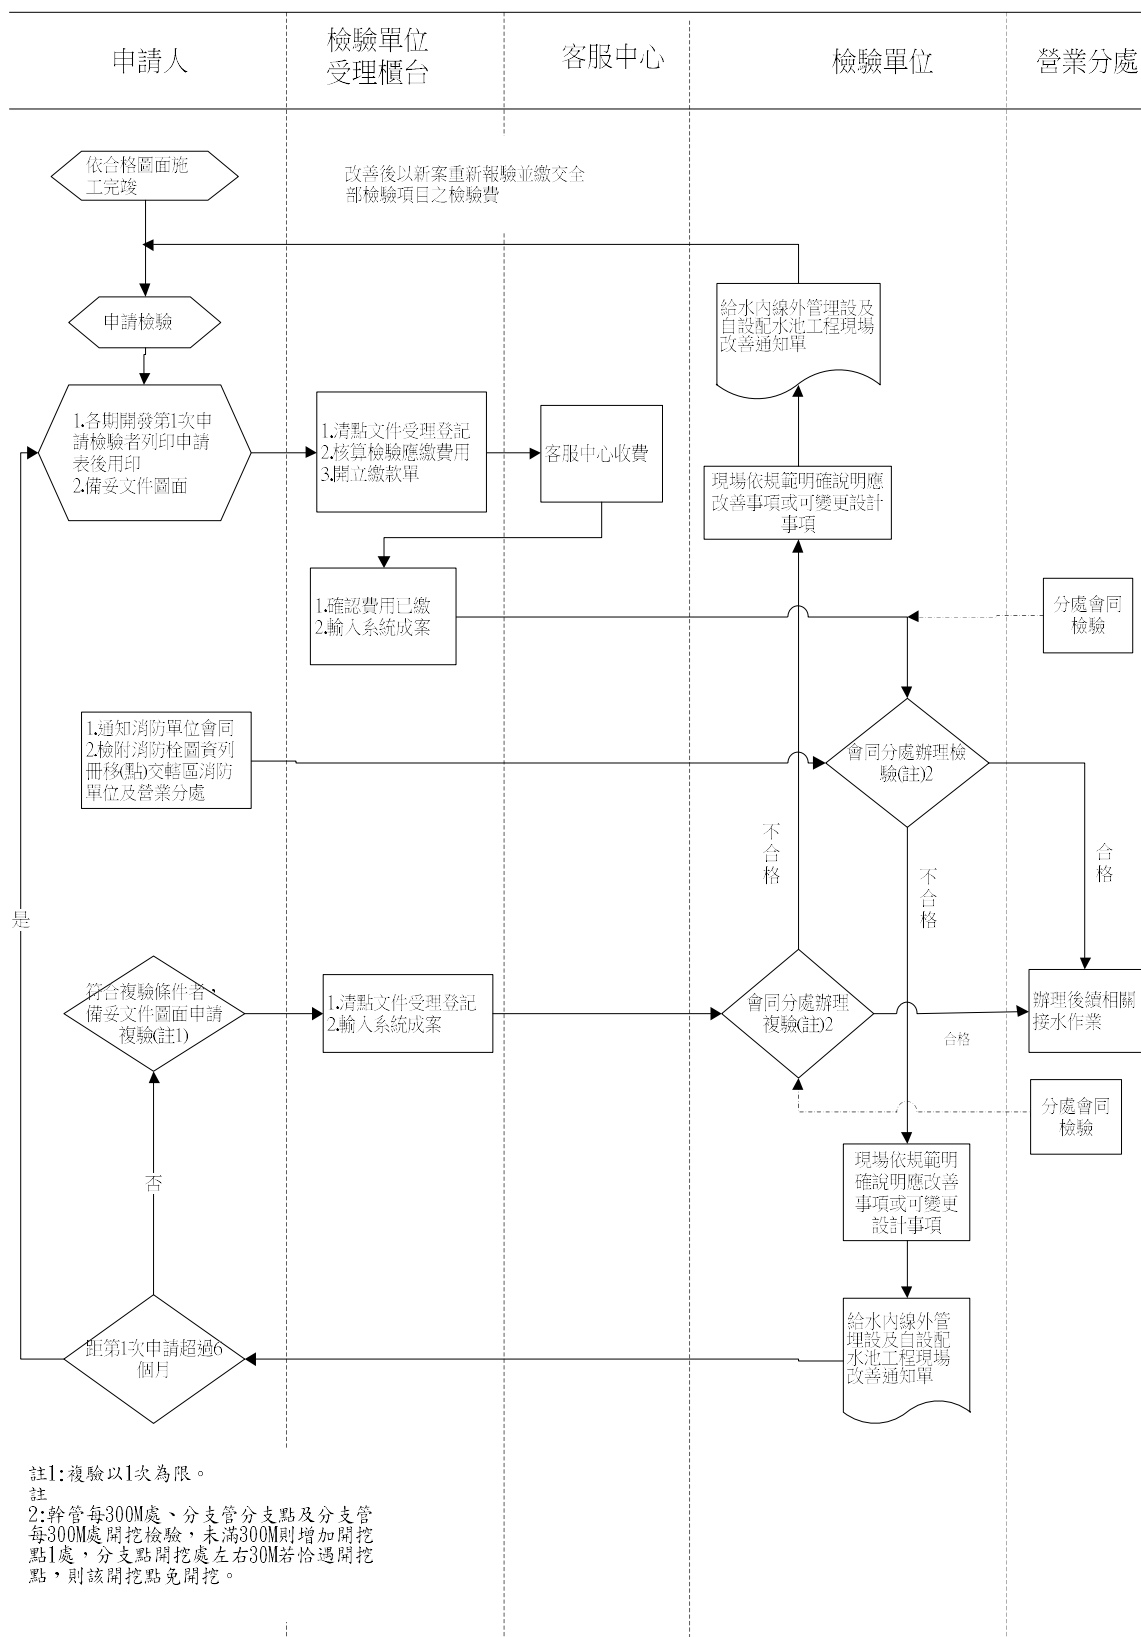 申請人
檢驗單位
受理櫃台
客服中心
檢驗單位
營業分處
依合格圖面施
工完竣
改善後以新案重新報驗並繳交全
部檢驗項目之檢驗費
申請檢驗
給水內線外管埋設及
自設配水池工程現場
改善通知單
1.各期開發第1次申
請檢驗者列印申請
表後用印
2.備妥文件圖面
1.清點文件受理登記
2.核算檢驗應繳費用
3.開立繳款單
客服中心收費
現場依規範明確說明應
改善事項或可變更設計
事項
1.確認費用已繳
2.輸入系統成案
分處會同
檢驗
1.通知消防單位會同
2.檢附消防栓圖資列
冊移(點)交轄區消防
單位及營業分處
會同分處辦理檢
驗(註)2
不合格
合格
不合格
是
符合複驗條件者，
備妥文件圖面申請
複驗(註1)
1.清點文件受理登記
2.輸入系統成案
會同分處辦理
複驗(註)2
合格
辦理後續相關
接水作業
分處會同
檢驗
現場依規範明
確說明應改善
事項或可變更
設計事項
否
給水內線外管
埋設及自設配
水池工程現場
改善通知單
距第1次申請超過6
個月
註1:複驗以1次為限。
註
2:幹管每300M處、分支管分支點及分支管
每300M處開挖檢驗，未滿300M則增加開挖
點1處，分支點開挖處左右30M若恰遇開挖
點，則該開挖點免開挖。